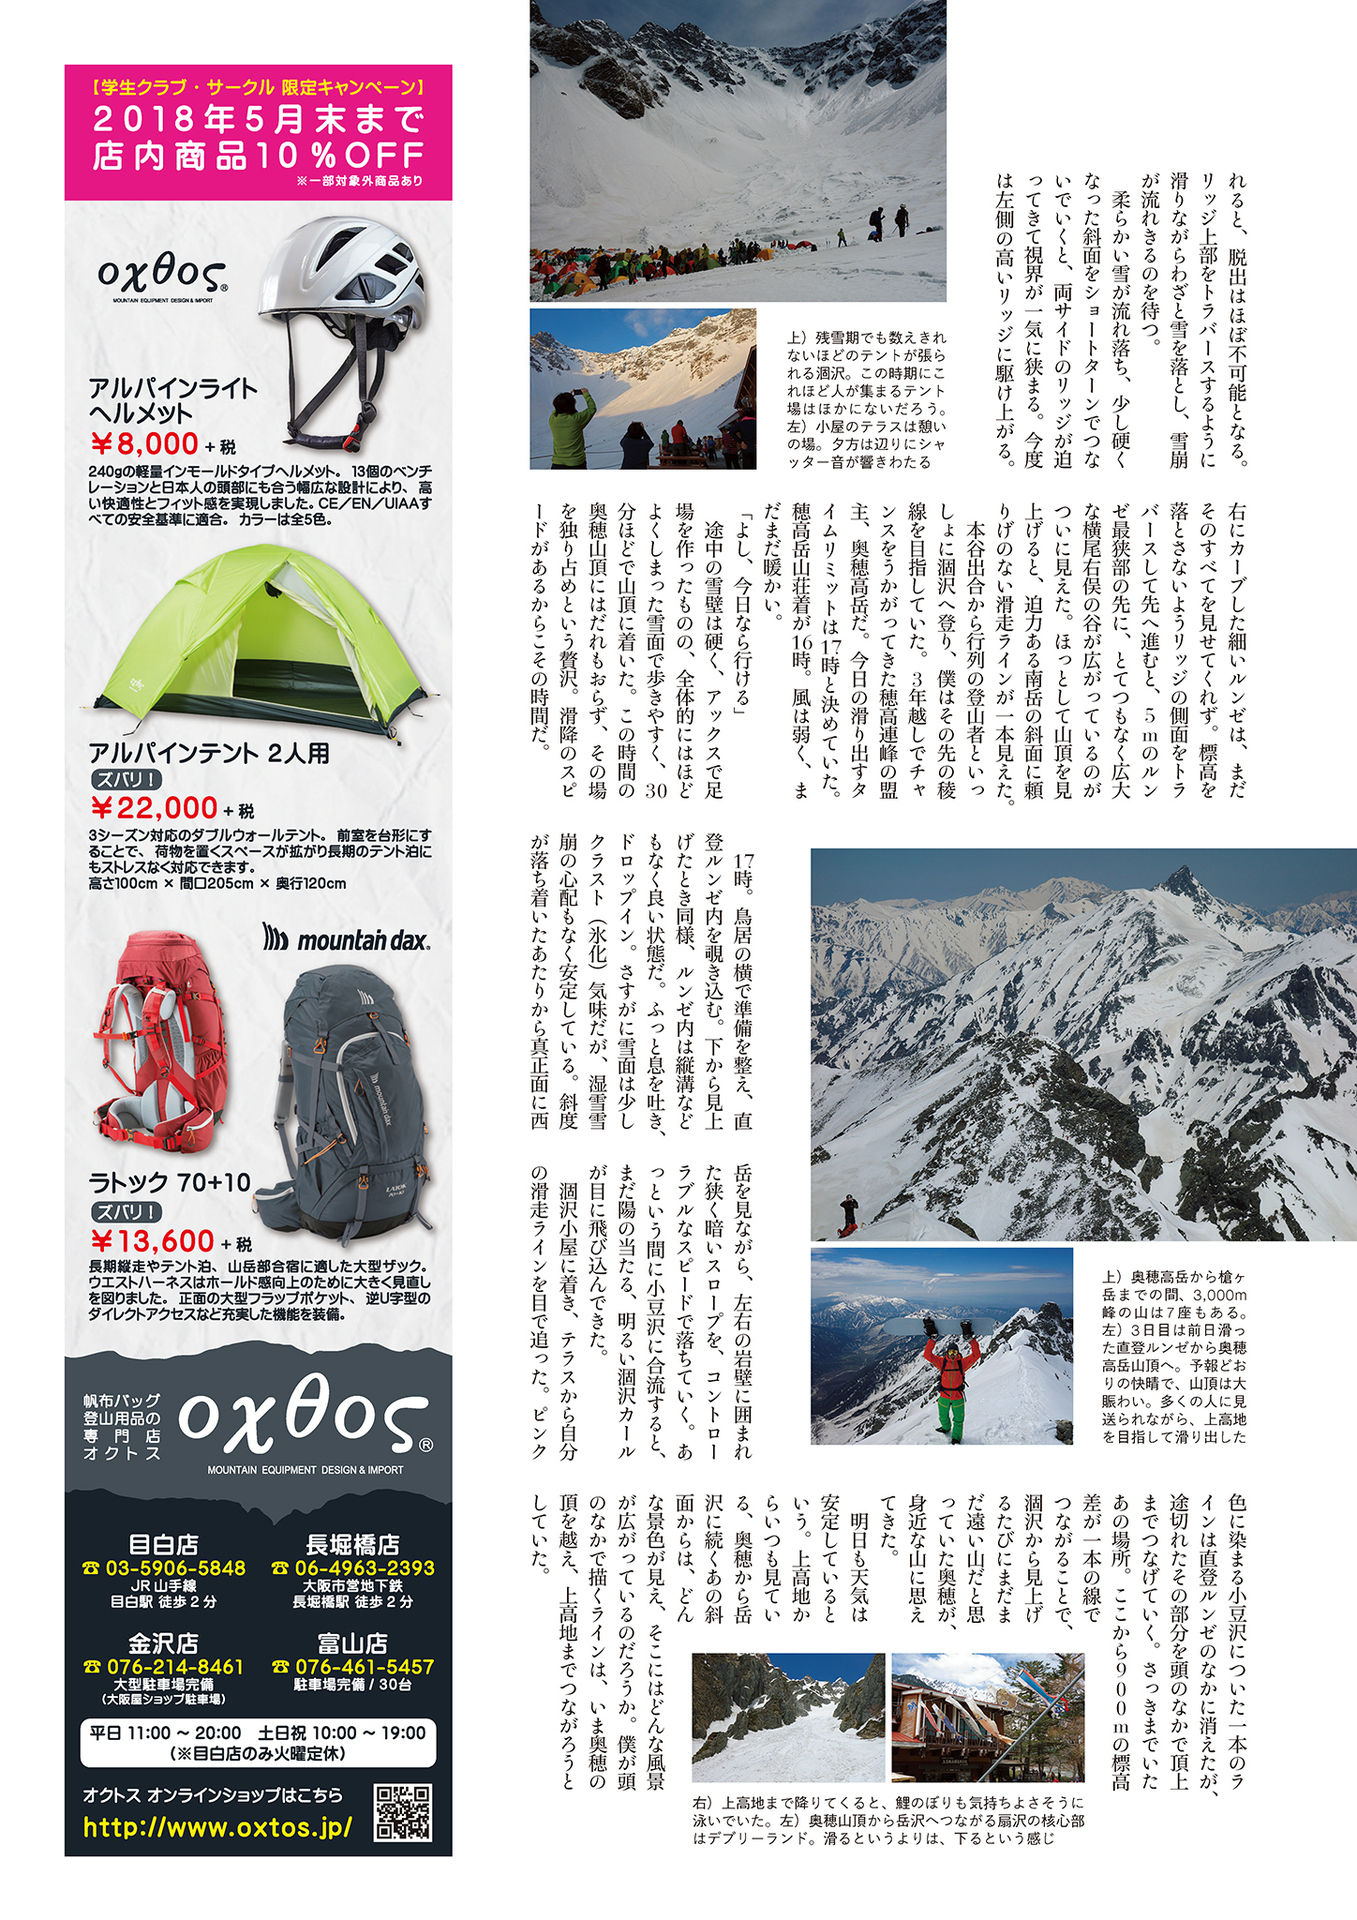 【学生クラブ・サークル 限定キャンペーン】
2018年5月末まで
店内商品10%OFF
※一部対象外商品あり
oχθος®
MOUNTAIN EQUIPMENT DESIGN & IMPORT
アルパインライト
ヘルメット
¥8,000+税
240gの軽量インモールドタイプヘルメット。13個のベンチ
レーションと日本人の頭部にも合う幅広な設計により、高
い快適性とフィット感を実現しました。CE/EN/UIAAす
べての安全基準に適合。カラーは全5色。
アルパインテント 2人用
ズバリ!
¥22,000+税
3シーズン対応のダブルウォールテント。前室を台形にす
ることで、荷物を置くスペースが拡がり長期のテント泊に
もストレスなく対応できます。
高さ100cm × 間口205cm × 奥行120cm
mountain dax.
mountain dax.
LATOK
70+10
ラトック 70+10
ズバリ!
¥13,600+税
長期縦走やテント泊、山岳部合宿に適した大型ザック。
ウエストハーネスはホールド感向上のために大きく見直し
を図りました。正面の大型フラップポケット、逆U字型の
ダイレクトアクセスなど充実した機能を装備。
帆布バッグ
登山用品の
専門店
オクトス
oχθος®
MOUNTAIN EQUIPMENT DESIGN & IMPORT
目白店
☎ 03-5906-5848
JR 山手線
目白駅 徒歩2分
長堀橋店
☎ 06-4963-2393
大阪市営地下鉄
長堀橋駅 徒歩2分
金沢店
☎ 076-214-8461
大型駐車場完備
(大阪屋ショップ駐車場)
富山店
☎ 076-461-5457
駐車場完備/30台
平日 11:00 ~ 20:00 土日祝 10:00 ~ 19:00
(※目白店のみ火曜定休)
オクトス オンラインショップはこちら
http://www.oxtos.jp/
れると、脱出はほぼ不可能となる。
リッジ上部をトラバースするように
滑りながらわざと雪を落とし、雪崩
が流れきるのを待つ。
柔らかい雪が流れ落ち、少し硬く
なった斜面をショートターンでつな
いでいくと、両サイドのリッジが迫
ってきて視界が一気に狭まる。今度
は左側の高いリッジに駆け上がる。
上)残雪期でも数えきれ
ないほどのテントが張ら
れる涸沢。この時期にこ
れほど人が集まるテント
場はほかにないだろう。
左)小屋のテラスは憩い
の場。夕方は辺りにシャ
ッター音が響きわたる
右にカーブした細いルンゼは、まだ
そのすべてを見せてくれず。標高を
落とさないようリッジの側面をトラ
バースして先へ進むと、5mのルン
ゼ最狭部の先に、とてつもなく広大
な横尾右俣の谷が広がっているのが
ついに見えた。ほっとして山頂を見
上げると、迫力ある南岳の斜面に頼
りげのない滑走ラインが一本見えた。
本谷出合から行列の登山者といっ
しょに涸沢へ登り、僕はその先の稜
線を目指していた。3年越しでチャ
ンスをうかがってきた穂高連峰の盟
主、奥穂高岳だ。今日の滑り出すタ
イムリミットは17時と決めていた。
穂高岳山荘着が16時。風は弱く、ま
だまだ暖かい。
「よし、今日なら行ける」
途中の雪壁は硬く、アックスで足
場を作ったものの、全体的にはほど
よくしまった雪面で歩きやすく、30
分ほどで山頂に着いた。この時間の
奥穂山頂にはだれもおらず、その場
を独り占めという贅沢。滑降のスピ
ードがあるからこその時間だ。
17時。鳥居の横で準備を整え、直
登ルンゼ内を覗き込む。下から見上
げたとき同様、ルンゼ内は縦溝など
もなく良い状態だ。ふっと息を吐き、
ドロップイン。さすがに雪面は少し
クラスト(氷化)気味だが、湿雪雪
崩の心配もなく安定している。斜度
が落ち着いたあたりから真正面に西
岳を見ながら、左右の岩壁に囲まれ
た狭く暗いスロープを、コントロー
ラブルなスピードで落ちていく。あ
っという間に小豆沢に合流すると、
まだ陽の当たる、明るい涸沢カール
が目に飛び込んできた。
涸沢小屋に着き、テラスから自分
の滑走ラインを目で追った。ピンク
上)奥穂高岳から槍ヶ
岳までの間、3,000m
峰の山は7座もある。
左)3日目は前日滑っ
た直登ルンゼから奥穂
高岳山頂へ。予報どお
りの快晴で、山頂は大
賑わい。多くの人に見
送られながら、上高地
を目指して滑り出した
色に染まる小豆沢についた一本のラ
インは直登ルンゼのなかに消えたが、
途切れたその部分を頭のなかで頂上
までつなげていく。さっきまでいた
あの場所。ここから900mの標高
差が一本の線で
つながることで、
涸沢から見上げ
るたびにまだま
だ遠い山だと思
っていた奥穂が、
身近な山に思え
てきた。
明日も天気は
安定していると
いう。上高地か
らいつも見てい
る、奥穂から岳
沢に続くあの斜
面からは、どん
な景色が見え、そこにはどんな風景
が広がっているのだろうか。僕が頭
のなかで描くラインは、いま奥穂の
頂を越え、上高地までつながろうと
していた。
右)上高地まで降りてくると、鯉のぼりも気持ちよさそうに
泳いでいた。左)奥穂山頂から岳沢へつながる扇沢の核心部
はデブリーランド。滑るというよりは、下るという感じ